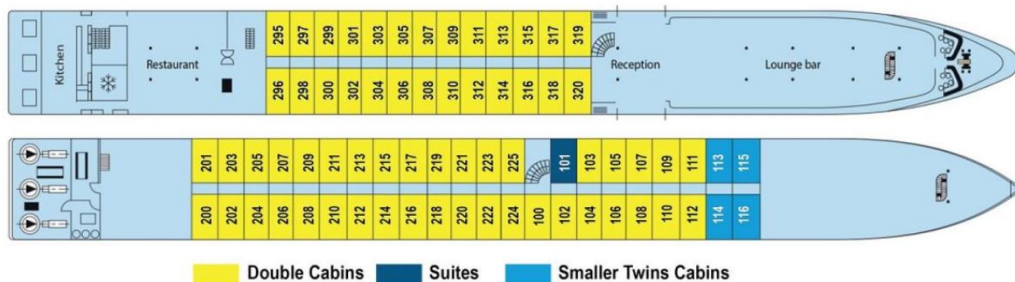 295 297 299 301 303 305 307 309 311 313 315 317 319
Kitchen Restaurant Reception Lounge bar
296 298 300 302 304 306 308 310 312 314 316 318 320
201 203 205 207 209 211 213 215 217 219 221 223 225 101 103 105 107 109 111 113 115
200 202 204 206 208 210 212 214 216 218 220 222 224 100 102 104 106 108 110 112 114 116
Double Cabins Suites Smaller Twins Cabins